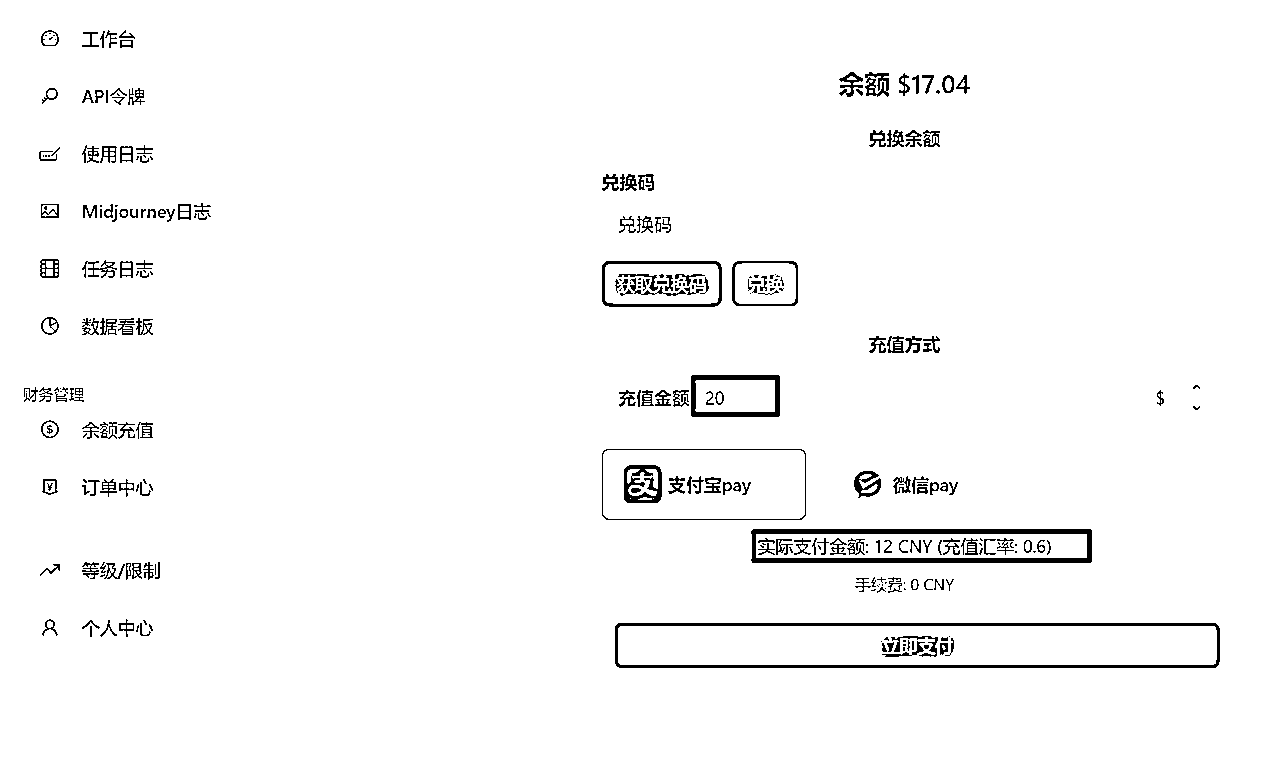 工作台
API令牌
使用日志
Midjourney日志
任务日志
数据看板
财务管理
余额充值
订单中心
等级/限制
个人中心
余额 $17.04
兑换余额
兑换码
兑换码
获取兑换码 兑换
充值方式
充值金额 20 $
支付宝pay 微信pay
实际支付金额: 12 CNY (充值汇率: 0.6)
手续费: 0 CNY
立即支付